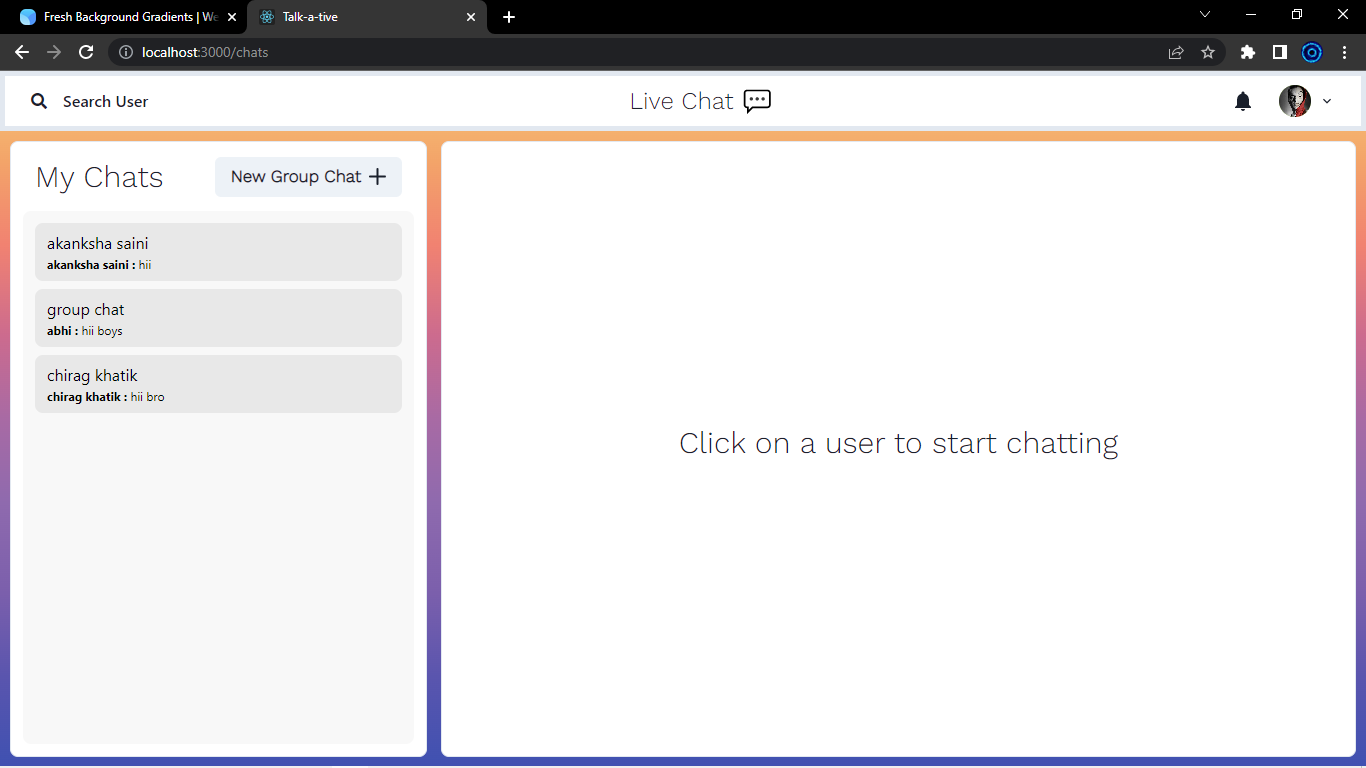 Fresh Background Gradients | We
Talk-a-tive
localhost:3000/chats
Search User
Live Chat
My Chats
New Group Chat
akanksha saini
akanksha saini : hii
group chat
abhi : hii boys
chirag khatik
chirag khatik : hii bro
Click on a user to start chatting